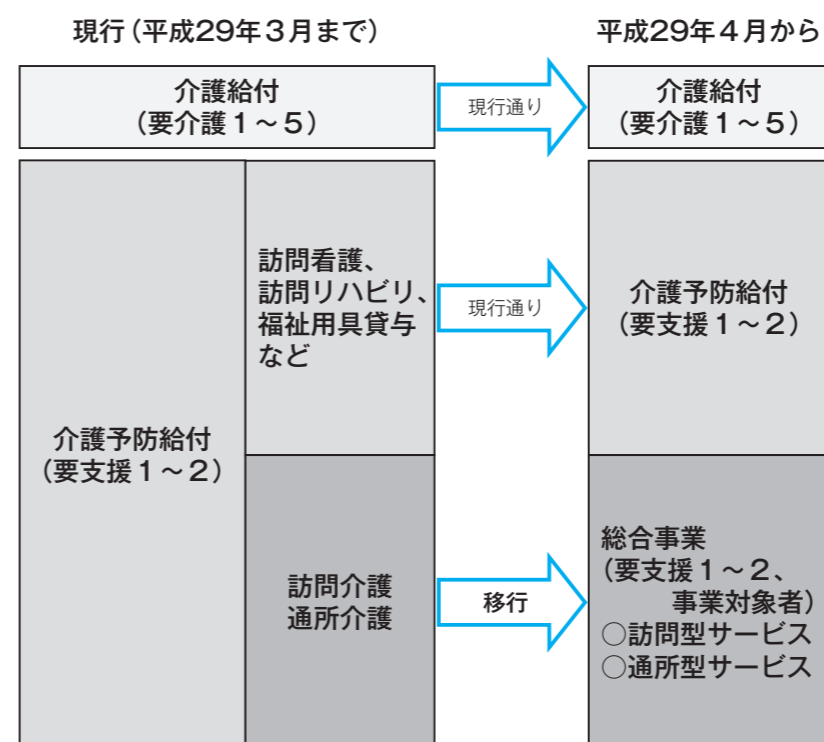 現行（平成29年３月まで）
平成29年４月から
介護給付
（要介護１～５）
現行通り
介護給付
（要介護１～５）
訪問看護、
訪問リハビリ、
福祉用具貸与
など
現行通り
介護予防給付
（要支援１～２）
介護予防給付
（要支援１～２）
訪問介護
通所介護
移行
総合事業
（要支援１～２、
事業対象者）
○訪問型サービス
○通所型サービス